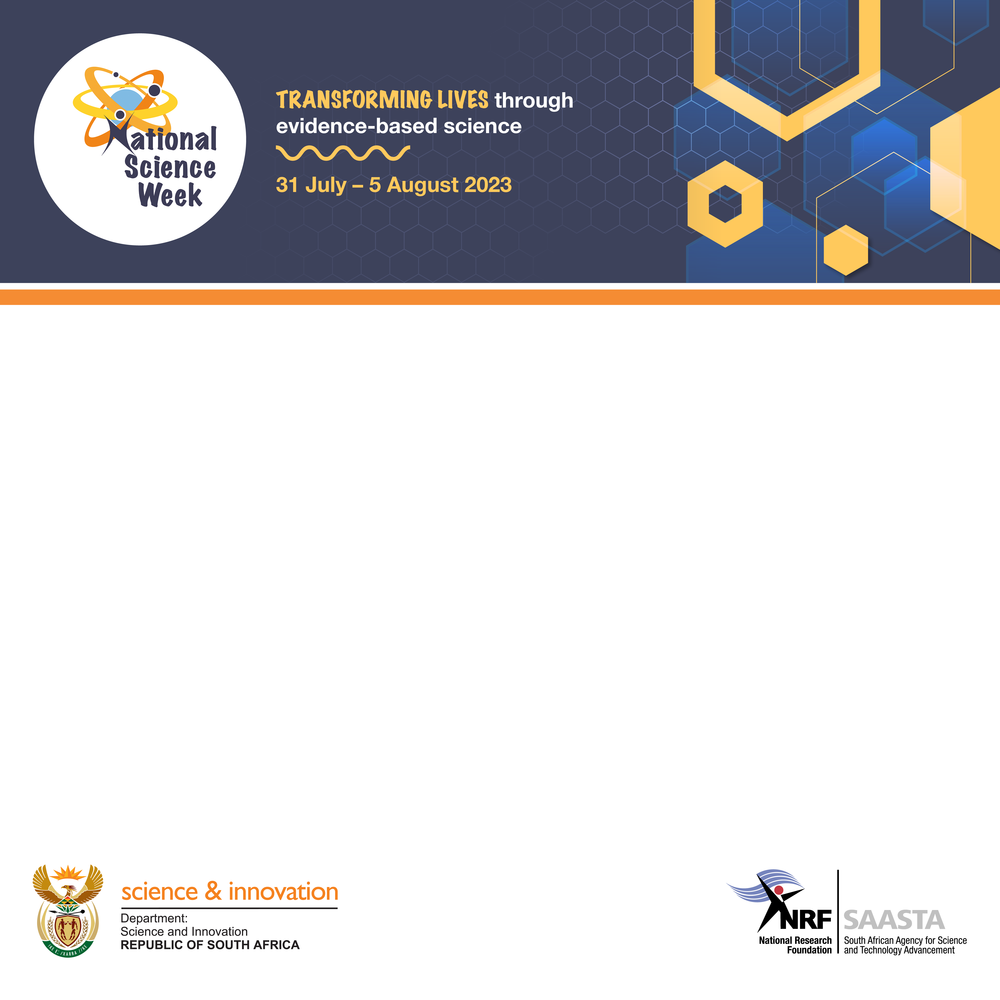 National
Science
Week
TRANSFORMING LIVES through
evidence-based science
31 July – 5 August 2023
science & innovation
Department:
Science and Innovation
REPUBLIC OF SOUTH AFRICA
!KE E: /XARRA //KE
NRF
National Research
Foundation
SAASTA
South African Agency for Science
and Technology Advancement